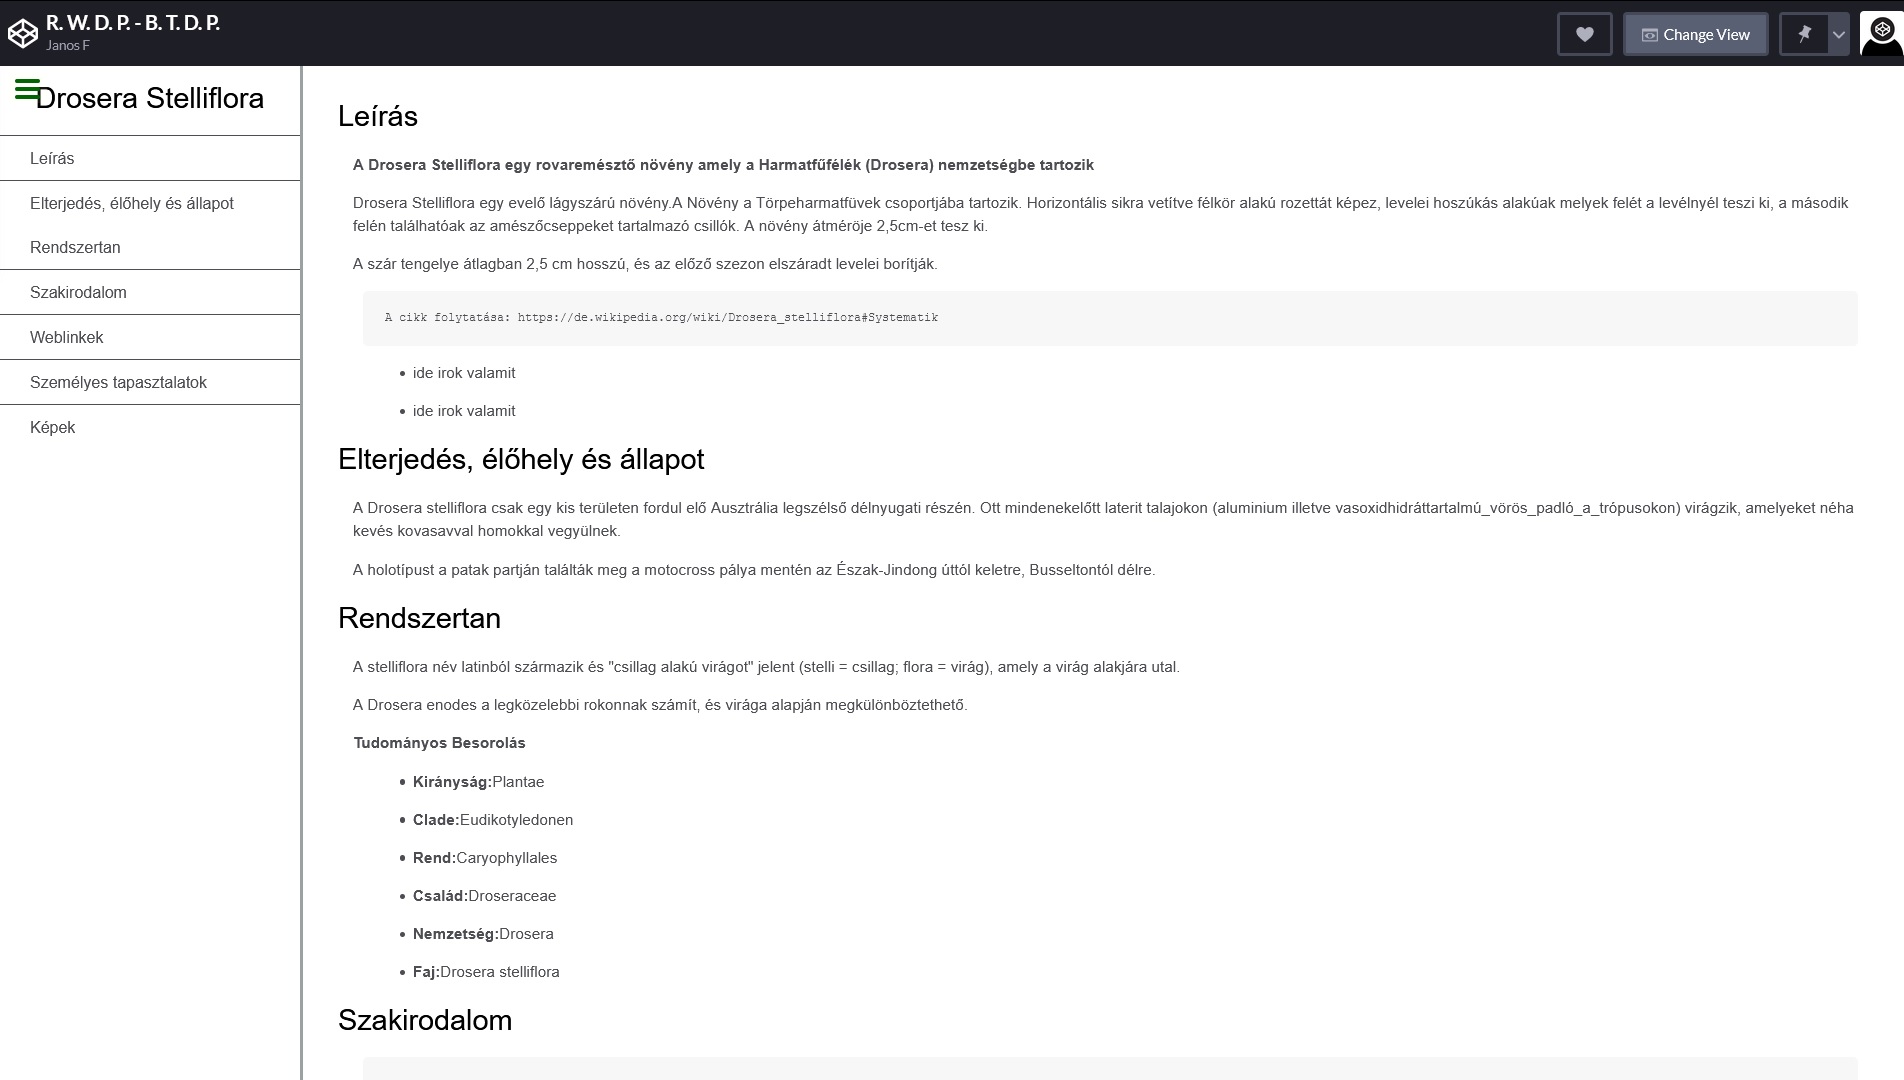 R. W. D. P. - B. T. D. P.
Janos F
Change View
Drosera Stelliflora
Leírás
Elterjedés, élőhely és állapot
Rendszertan
Szakirodalom
Weblinkek
Személyes tapasztalatok
Képek
Leírás
A Drosera Stelliflora egy rovaremésztő növény amely a Harmatfűfélék (Drosera) nemzetségbe tartozik
Drosera Stelliflora egy evelő lágyszárú növény.A Növény a Törpeharmatfüvek csoportjába tartozik. Horizontális sikra vetítve félkör alakú rozettát képez, levelei hoszúkás alakúak melyek felét a levélnyél teszi ki, a második
felén találhatóak az amészőcseppeket tartalmazó csillók. A növény átméröje 2,5cm-et tesz ki.
A szár tengelye átlagban 2,5 cm hosszú, és az előző szezon elszáradt levelei borítják.
A cikk folytatása: https://de.wikipedia.org/wiki/Drosera_stelliflora#Systematik
• ide irok valamit
• ide irok valamit
Elterjedés, élőhely és állapot
A Drosera stelliflora csak egy kis területen fordul elő Ausztrália legszélső délnyugati részén. Ott mindenekelőtt laterit talajokon (aluminium illetve vasoxidhidráttartalmú_vörös_padló_a_trópusokon) virágzik, amelyeket néha
kevés kovasavval homokkal vegyülnek.
A holotípust a patak partján találták meg a motocross pálya mentén az Észak-Jindong úttól keletre, Busseltontól délre.
Rendszertan
A stelliflora név latinból származik és "csillag alakú virágot" jelent (stelli = csillag; flora = virág), amely a virág alakjára utal.
A Drosera enodes a legközelebbi rokonnak számít, és virága alapján megkülönböztethető.
Tudományos Besorolás
• Királyság:Plantae
• Clade:Eudikotyledonen
• Rend:Caryophyllales
• Család:Droseraceae
• Nemzetség:Drosera
• Faj:Drosera stelliflora
Szakirodalom